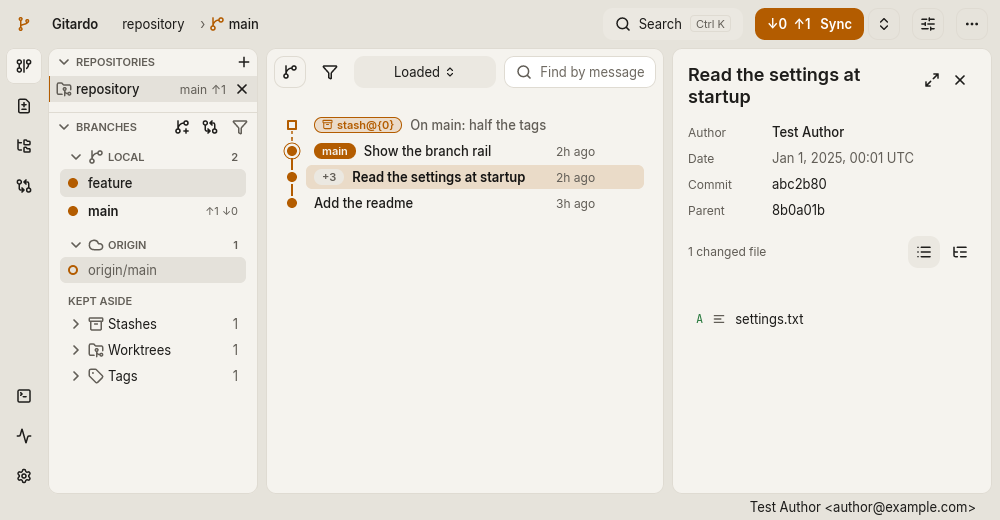 Gitardo repository main Search Ctrl K ↓0 ↑1 Sync
REPOSITORIES
repository main ↑1
BRANCHES
LOCAL 2
feature
main ↑1 ↓0
ORIGIN 1
origin/main
KEPT ASIDE
Stashes 1
Worktrees 1
Tags 1
Loaded Find by message
stash@{0} On main: half the tags
main Show the branch rail 2h ago
+3 Read the settings at startup 2h ago
Add the readme 3h ago
Read the settings at
startup
Author Test Author
Date Jan 1, 2025, 00:01 UTC
Commit abc2b80
Parent 8b0a01b
1 changed file
A settings.txt
Test Author <author@example.com>